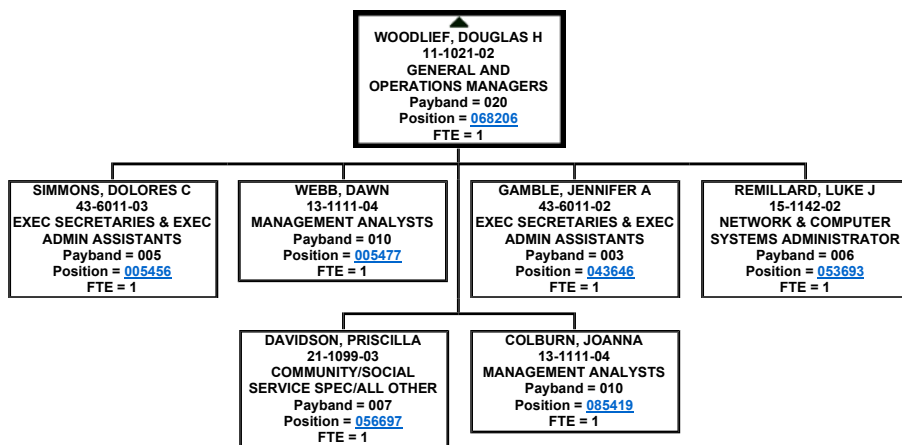 WOODLIEF, DOUGLAS H
11-1021-02
GENERAL AND
OPERATIONS MANAGERS
Payband = 020
Position = 068206
FTE = 1
SIMMONS, DOLORES C
43-6011-03
EXEC SECRETARIES & EXEC
ADMIN ASSISTANTS
Payband = 005
Position = 005456
FTE = 1
WEBB, DAWN
13-1111-04
MANAGEMENT ANALYSTS
Payband = 010
Position = 005477
FTE = 1
GAMBLE, JENNIFER A
43-6011-02
EXEC SECRETARIES & EXEC
ADMIN ASSISTANTS
Payband = 003
Position = 043646
FTE = 1
REMILLARD, LUKE J
15-1142-02
NETWORK & COMPUTER
SYSTEMS ADMINISTRATOR
Payband = 006
Position = 053693
FTE = 1
DAVIDSON, PRISCILLA
21-1099-03
COMMUNITY/SOCIAL
SERVICE SPEC/ALL OTHER
Payband = 007
Position = 056697
FTE = 1
COLBURN, JOANNA
13-1111-04
MANAGEMENT ANALYSTS
Payband = 010
Position = 085419
FTE = 1